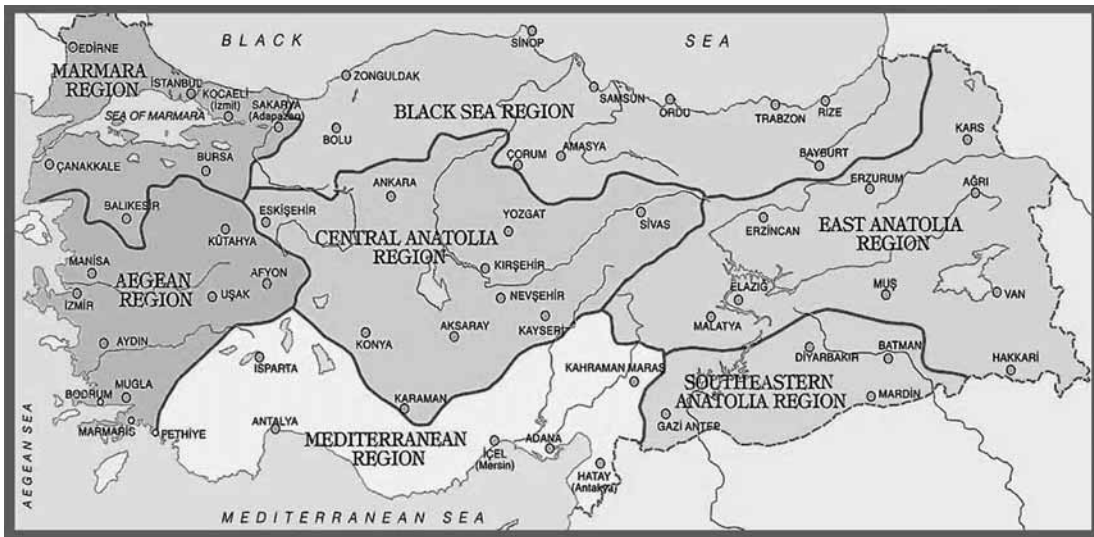 BLACK SEA
SİNOP
EDİRNE
MARMARA
REGION
İSTANBUL
KOCAELİ
(İzmit)
SEA OF MARMARA
SAKARYA
(Adapazarı)
ZONGULDAK
BLACK SEA REGION
SAMSUN
ORDU
TRABZON
RİZE
KARS
BOLU
ÇANAKKALE
BURSA
ÇORUM
AMASYA
BAYBURT
ANKARA
ERZURUM
AĞRI
BALIKESİR
ESKİŞEHİR
YOZGAT
SİVAS
ERZİNCAN
EAST ANATOLIA
REGION
KÜTAHYA
CENTRAL ANATOLIA
REGION
MANİSA
AFYON
KIRŞEHİR
AEGEAN
REGION
İZMİR
UŞAK
NEVŞEHİR
ELAZIĞ
MUŞ
VAN
AYDIN
KONYA
AKSARAY
KAYSERİ
MALATYA
ISPARTA
KAHRAMAN MARAŞ
DİYARBAKIR
BATMAN
HAKKARİ
BODRUM
MUĞLA
SOUTHEASTERN
ANATOLIA REGION
MARDİN
KARAMAN
GAZİ ANTEP
MARMARİS
FETHİYE
ANTALYA
MEDITERRANEAN
REGION
İÇEL
(Mersin)
ADANA
HATAY
(Antakya)
AEGEAN SEA
MEDITERRANEAN SEA